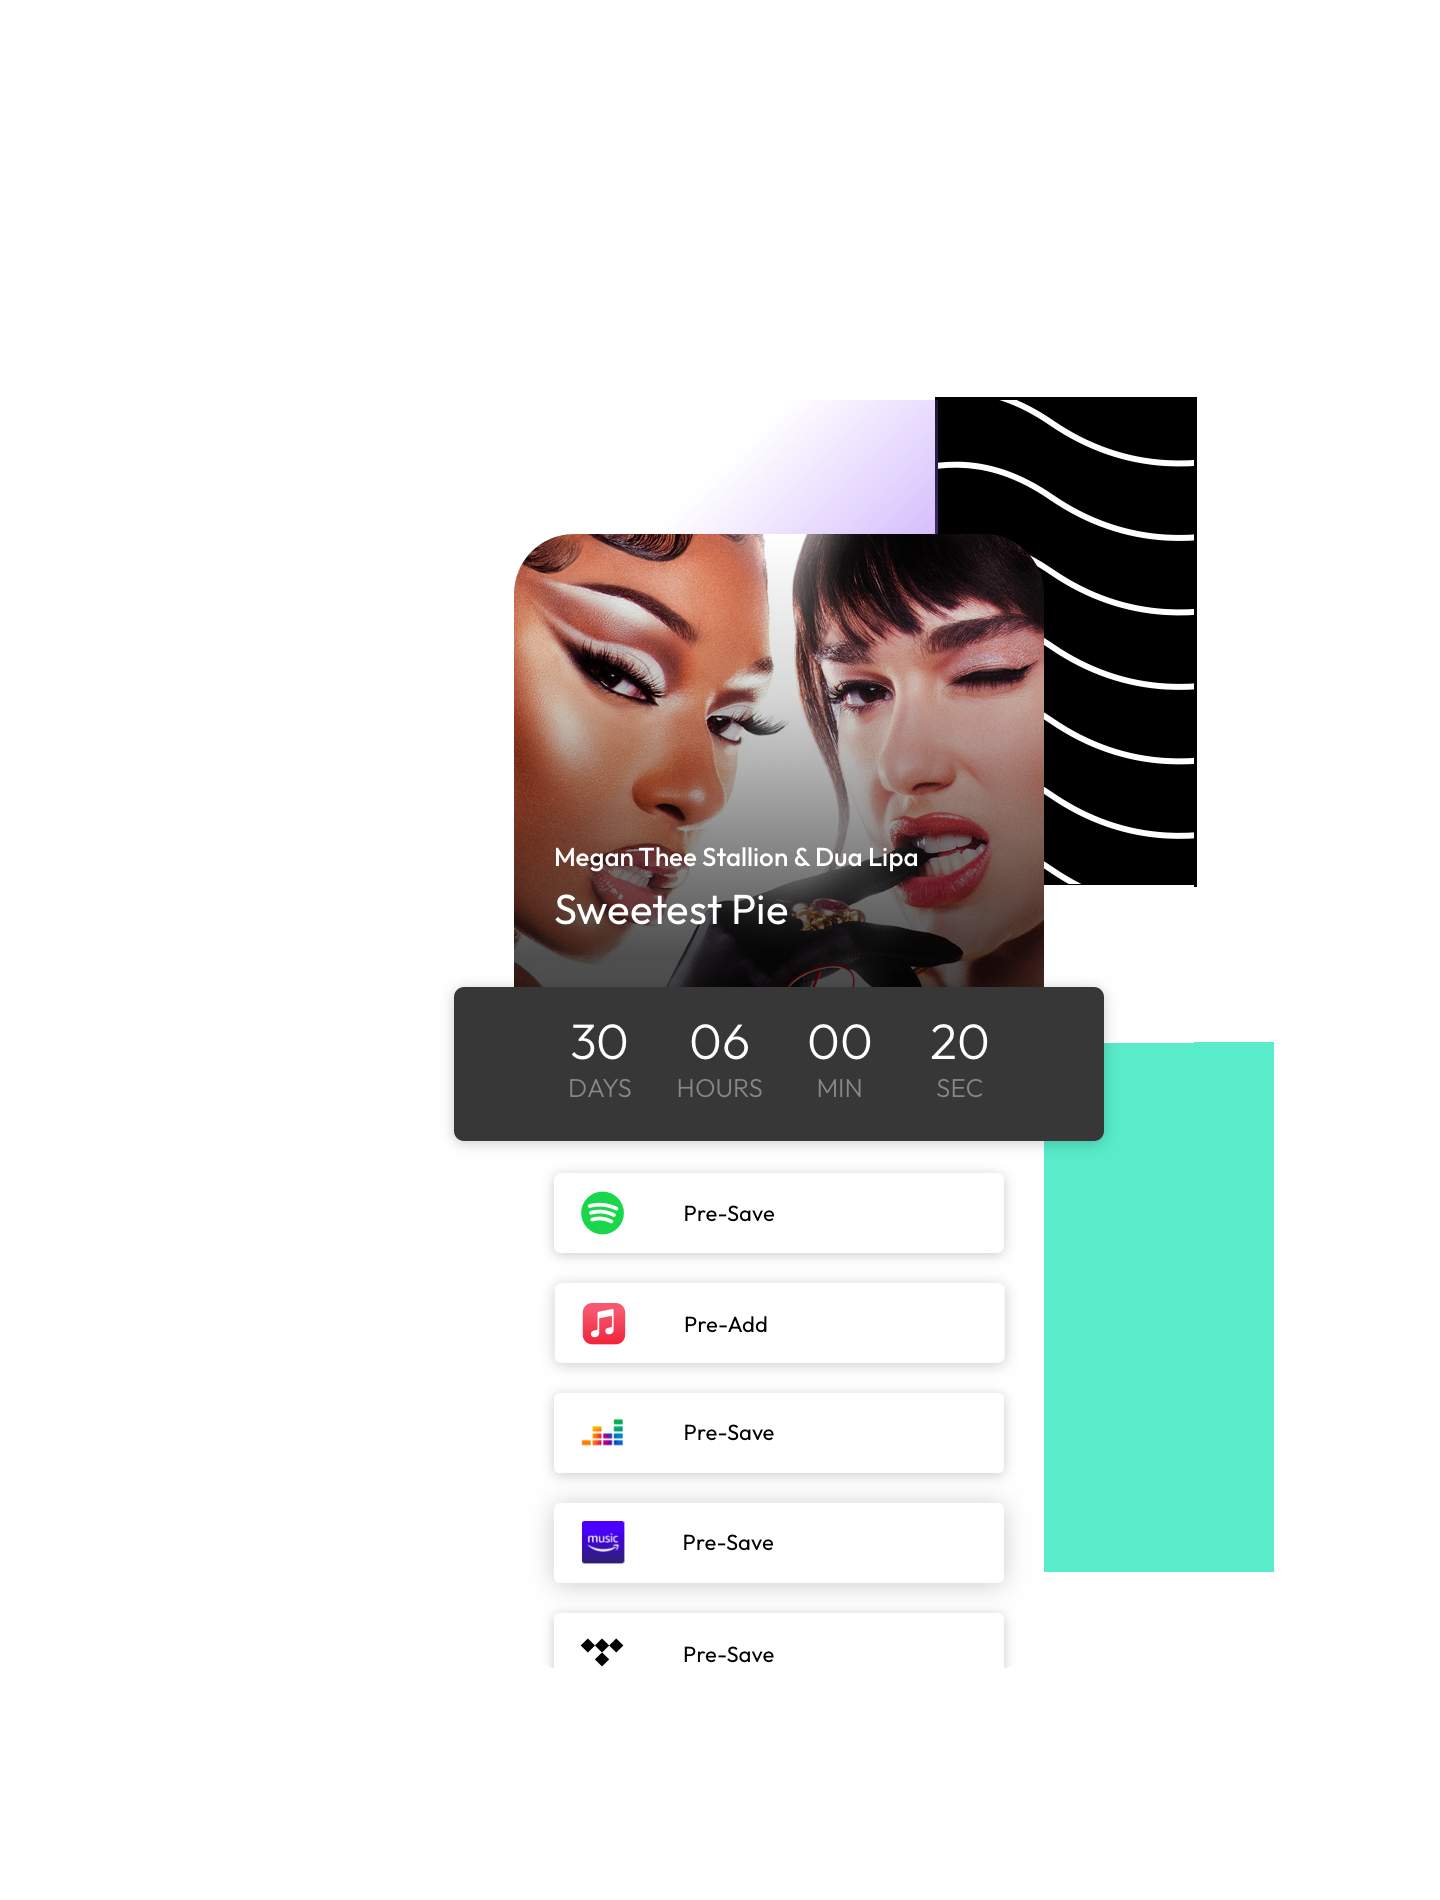 Megan Thee Stallion & Dua Lipa
Sweetest Pie
30 06 00 20
DAYS HOURS MIN SEC
Pre-Save
Pre-Add
Pre-Save
music
Pre-Save
Pre-Save